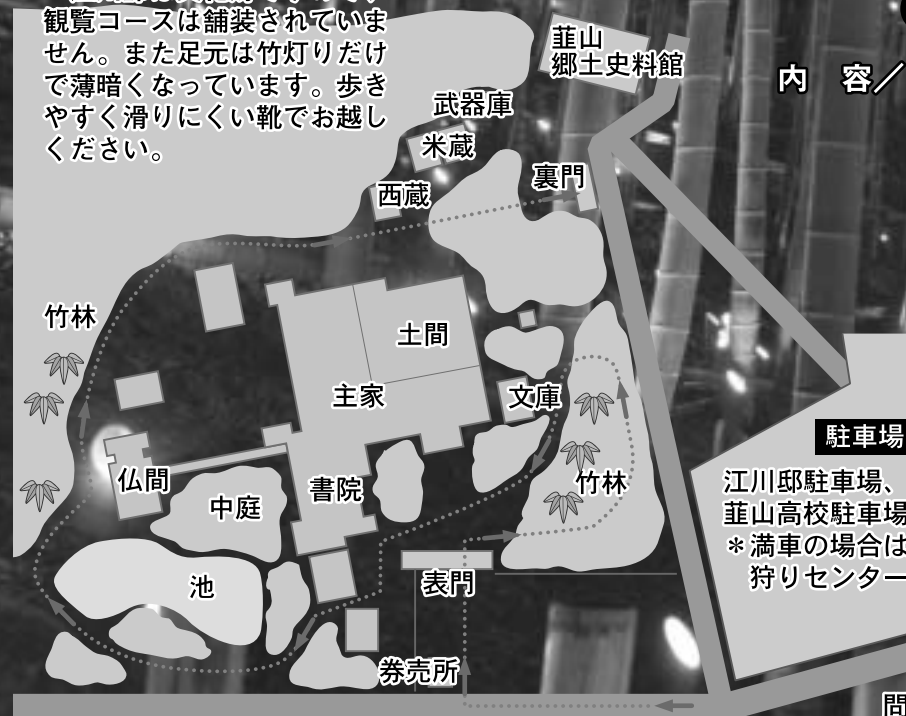 観覧コースは舗装されていま
せん。また足元は竹灯りだけ
で薄暗くなっています。歩き
やすく滑りにくい靴でお越し
ください。
韮山
郷土史料館
内　容／
武器庫
米蔵
裏門
西蔵
竹林
土間
主家
文庫
駐車場
仏間
書院
中庭
竹林
江川邸駐車場、
韮山高校駐車場
＊満車の場合は
狩りセンター
池
表門
券売所
問